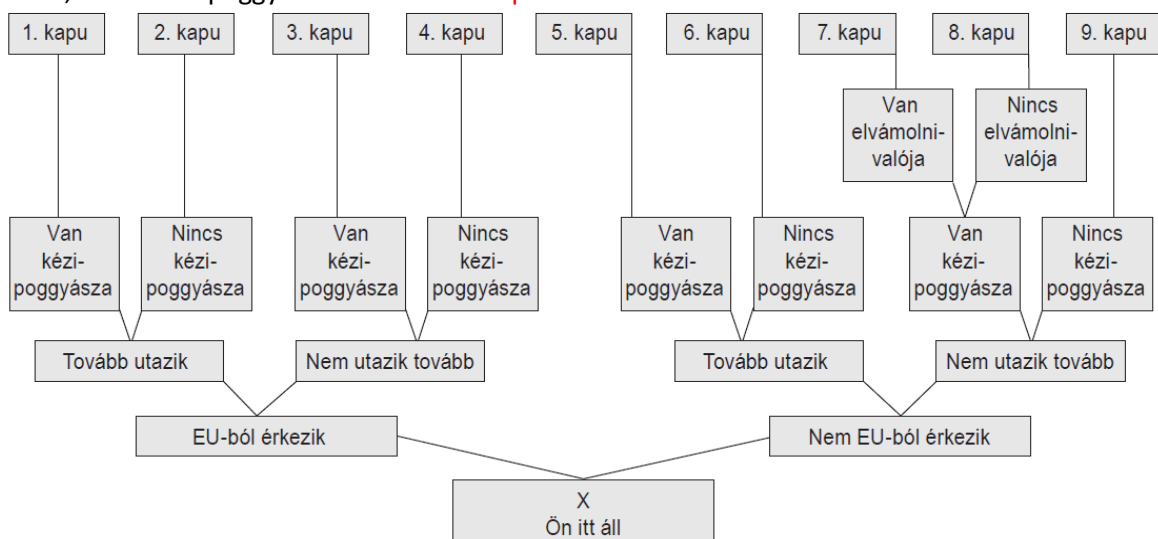 1. kapu
2. kapu
3. kapu
4. kapu
5. kapu
6. kapu
7. kapu
8. kapu
9. kapu
Van
elvámolni-
valója
Nincs
elvámolni-
valója
Van
kézi-
poggyásza
Nincs
kézi-
poggyásza
Van
kézi-
poggyásza
Nincs
kézi-
poggyásza
Van
kézi-
poggyásza
Nincs
kézi-
poggyásza
Van
kézi-
poggyásza
Nincs
kézi-
poggyásza
Tovább utazik
Nem utazik tovább
Tovább utazik
Nem utazik tovább
EU-ból érkezik
Nem EU-ból érkezik
X
Ön itt áll